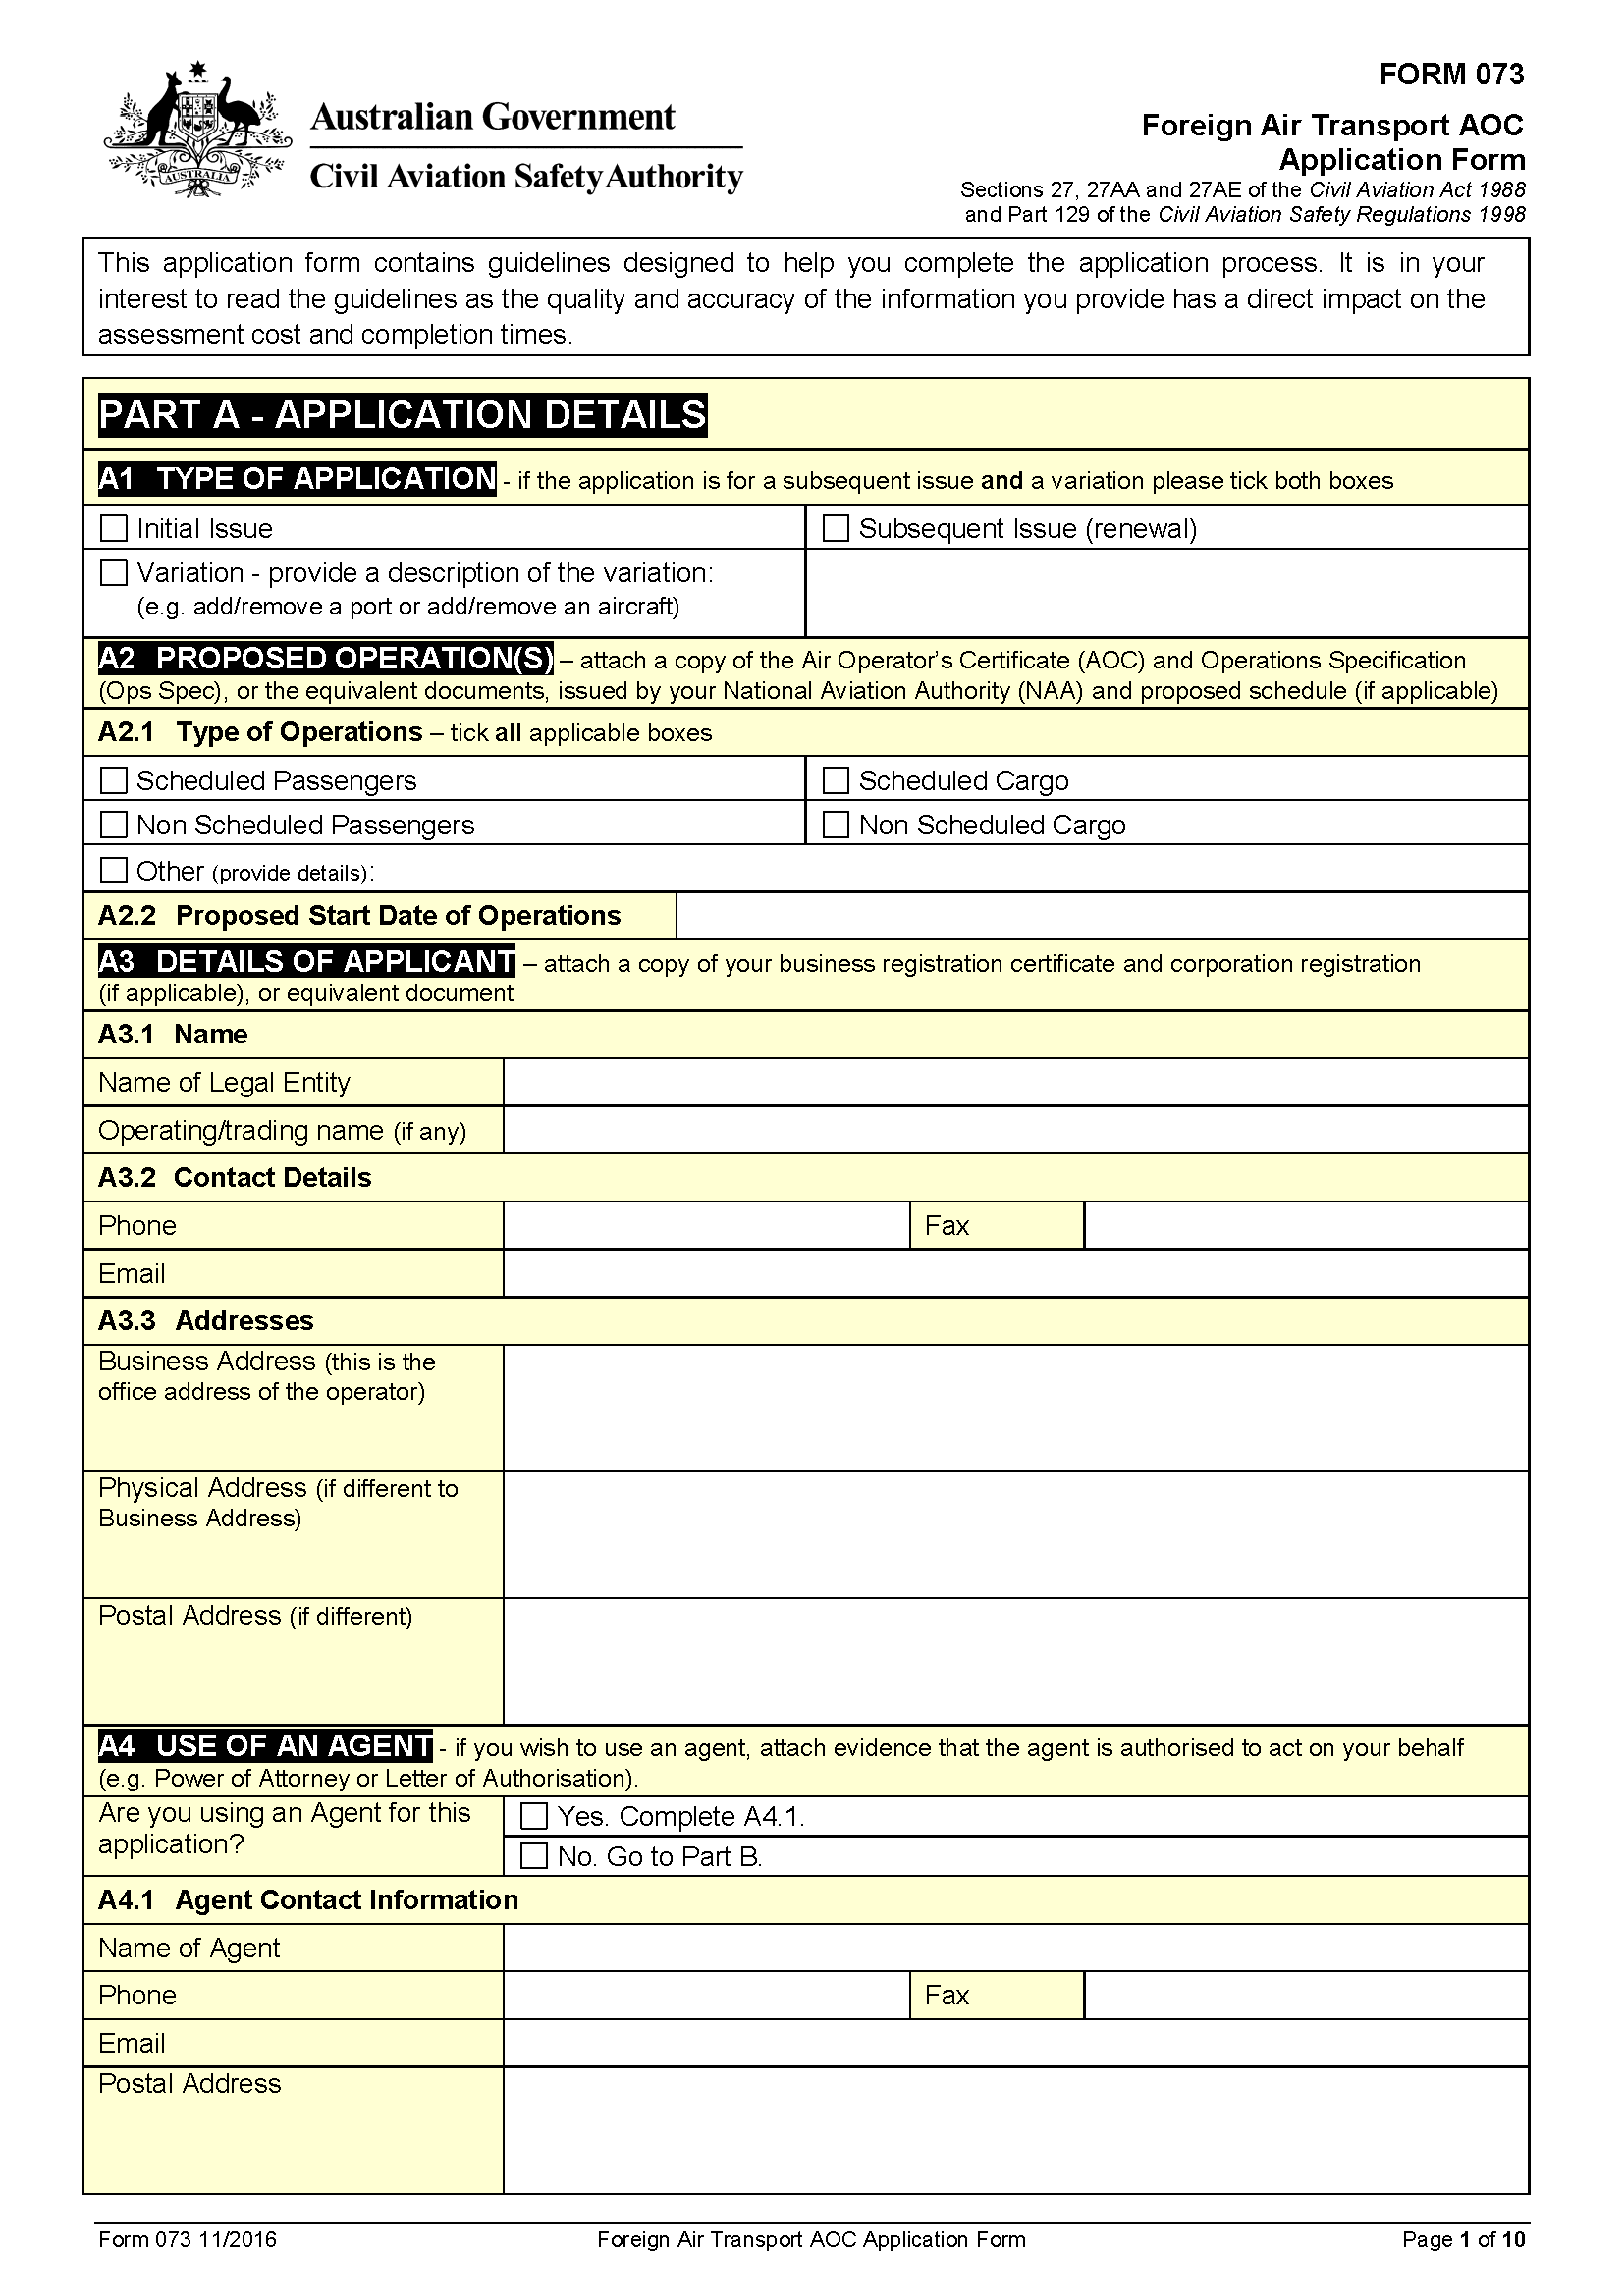 FORM 073
Foreign Air Transport AOC
Application Form
Sections 27, 27AA and 27AE of the Civil Aviation Act 1988
and Part 129 of the Civil Aviation Safety Regulations 1998
AUSTRALIA
Australian Government
Civil Aviation Safety Authority
This application form contains guidelines designed to help you complete the application process. It is in your
interest to read the guidelines as the quality and accuracy of the information you provide has a direct impact on the
assessment cost and completion times.
PART A - APPLICATION DETAILS
A1 TYPE OF APPLICATION - if the application is for a subsequent issue and a variation please tick both boxes
Initial Issue
Subsequent Issue (renewal)
Variation - provide a description of the variation:
(e.g. add/remove a port or add/remove an aircraft)
A2 PROPOSED OPERATION(S) – attach a copy of the Air Operator’s Certificate (AOC) and Operations Specification
(Ops Spec), or the equivalent documents, issued by your National Aviation Authority (NAA) and proposed schedule (if applicable)
A2.1 Type of Operations – tick all applicable boxes
Scheduled Passengers
Scheduled Cargo
Non Scheduled Passengers
Non Scheduled Cargo
Other (provide details):
A2.2 Proposed Start Date of Operations
A3 DETAILS OF APPLICANT – attach a copy of your business registration certificate and corporation registration
(if applicable), or equivalent document
A3.1 Name
Name of Legal Entity
Operating/trading name (if any)
A3.2 Contact Details
Phone
Fax
Email
A3.3 Addresses
Business Address (this is the
office address of the operator)
Physical Address (if different to
Business Address)
Postal Address (if different)
A4 USE OF AN AGENT - if you wish to use an agent, attach evidence that the agent is authorised to act on your behalf
(e.g. Power of Attorney or Letter of Authorisation).
Are you using an Agent for this
application?
Yes. Complete A4.1.
No. Go to Part B.
A4.1 Agent Contact Information
Name of Agent
Phone
Fax
Email
Postal Address
Form 073 11/2016
Foreign Air Transport AOC Application Form
Page 1 of 10